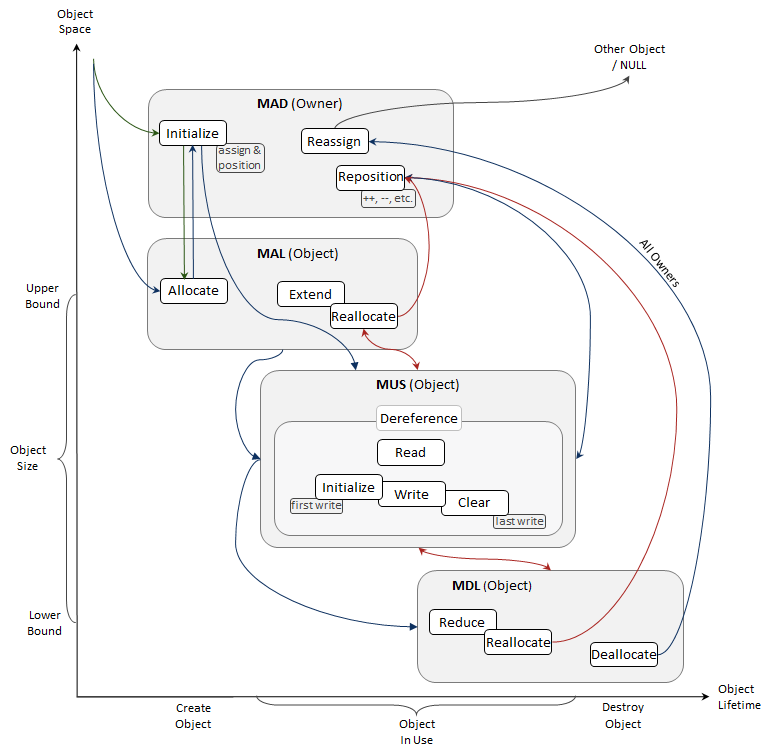 Object
Space
Other Object
/ NULL
MAD (Owner)
Initialize
assign &
position
Reassign
Reposition
++, --, etc.
All Owners
MAL (Object)
Upper
Bound
Allocate
Extend
Reallocate
MUS (Object)
Dereference
Object
Size
Read
Initialize
Write
Clear
first write
last write
MDL (Object)
Lower
Bound
Reduce
Reallocate
Deallocate
Object
Lifetime
Create
Object
Object
In Use
Destroy
Object